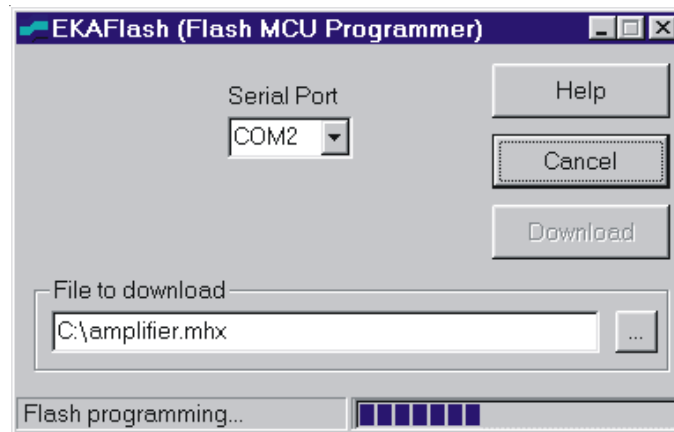 EKAFlash (Flash MCU Programmer)
Serial Port
COM2
Help
Cancel
Download
File to download
C:\amplifier.mhx
...
Flash programming...